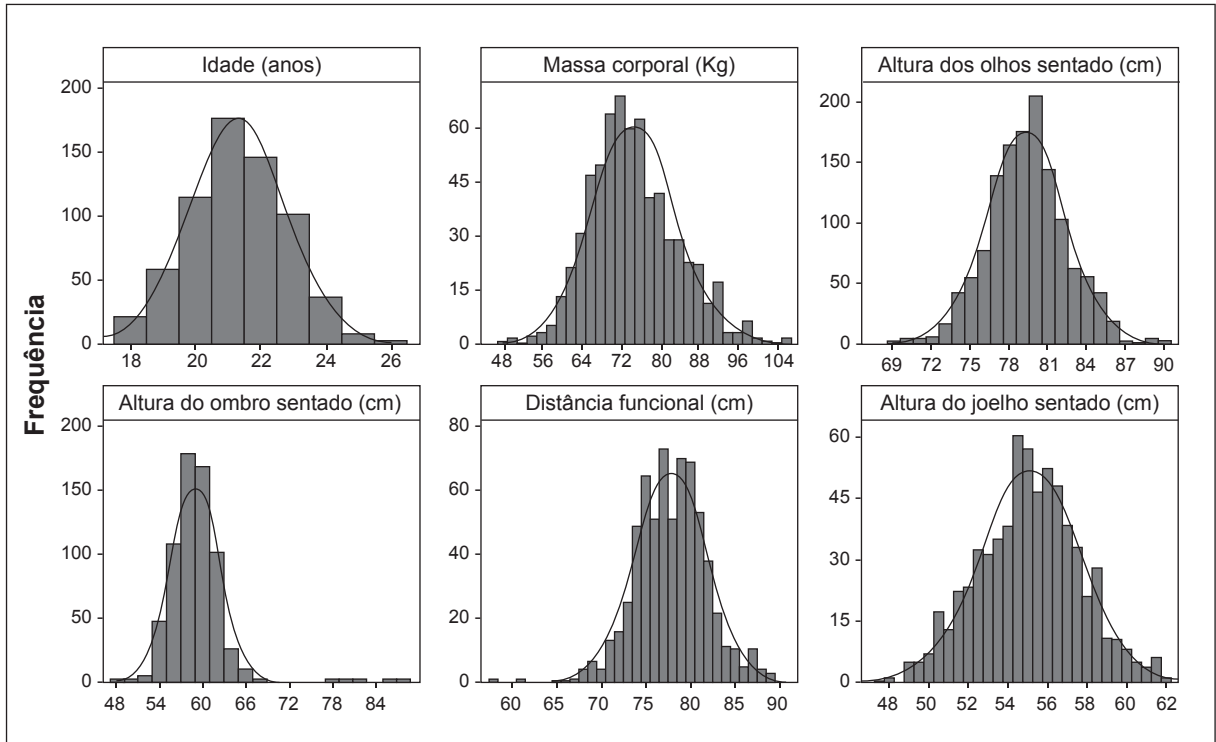 Idade (anos)
Massa corporal (Kg)
Altura dos olhos sentado (cm)
200
150
100
50
0
18 20 22 24 26
60
45
30
15
0
48 56 64 72 80 88 96 104
200
150
100
50
0
69 72 75 78 81 84 87 90
Frequência
Altura do ombro sentado (cm)
Distância funcional (cm)
Altura do joelho sentado (cm)
200
150
100
50
0
48 54 60 66 72 78 84
80
60
40
20
0
60 65 70 75 80 85 90
60
45
30
15
0
48 50 52 54 56 58 60 62